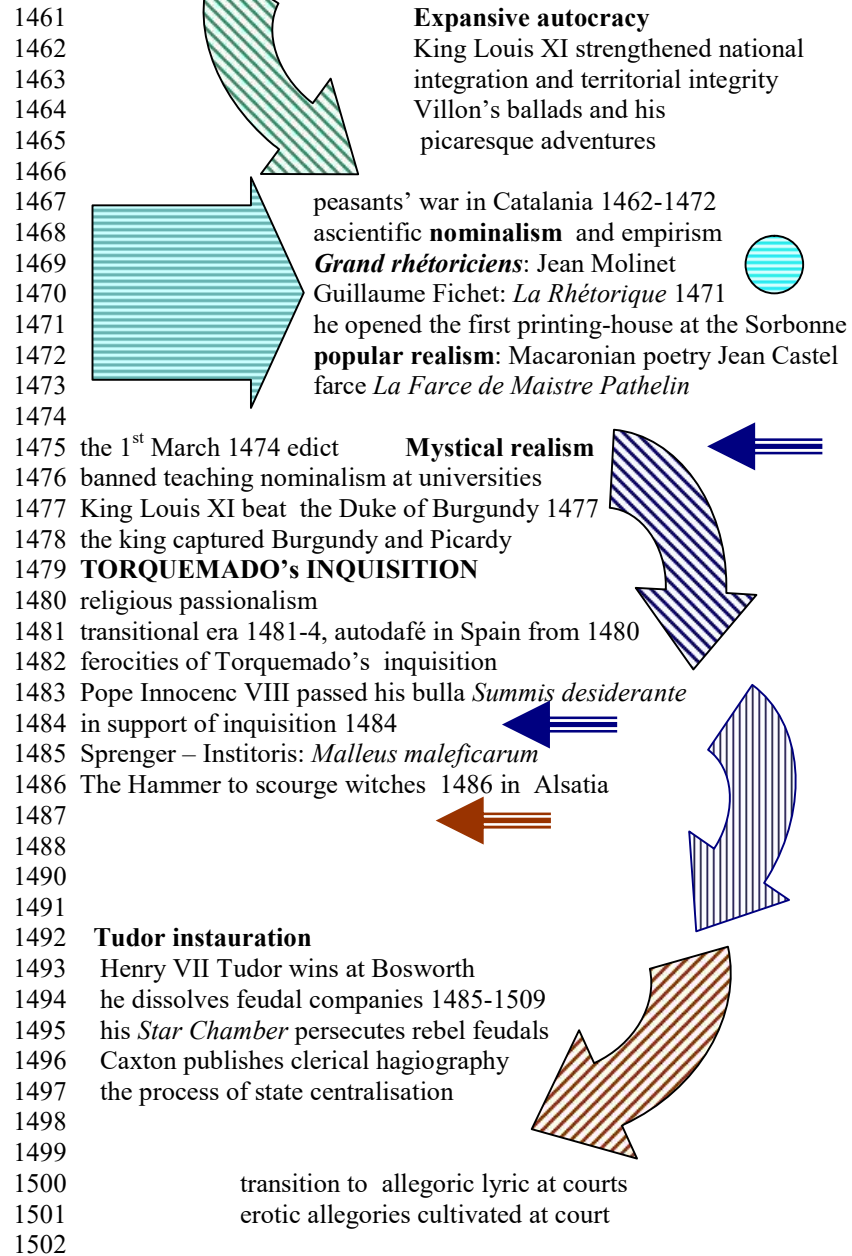 1461 Expansive autocracy
1462 King Louis XI strengthened national
1463 integration and territorial integrity
1464 Villon's ballads and his
1465 picaresque adventures
1466
1467 peasants' war in Catalania 1462-1472
1468 ascientific nominalism and empirism
1469 Grand rhétoriciens: Jean Molinet
1470 Guillaume Fichet: La Rhétorique 1471
1471 he opened the first printing-house at the Sorbonne
1472 popular realism: Macaronian poetry Jean Castel
1473 farce La Farce de Maistre Pathelin
1474
1475 the 1st March 1474 edict Mystical realism
1476 banned teaching nominalism at universities
1477 King Louis XI beat the Duke of Burgundy 1477
1478 the king captured Burgundy and Picardy
1479 TORQUEMADO's INQUISITION
1480 religious passionalism
1481 transitional era 1481-4, autodafé in Spain from 1480
1482 ferocities of Torquemado's inquisition
1483 Pope Innocenc VIII passed his bulla Summis desiderante
1484 in support of inquisition 1484
1485 Sprenger – Institoris: Malleus maleficarum
1486 The Hammer to scourge witches 1486 in Alsatia
1487
1488
1490
1491
1492 Tudor instauration
1493 Henry VII Tudor wins at Bosworth
1494 he dissolves feudal companies 1485-1509
1495 his Star Chamber persecutes rebel feudals
1496 Caxton publishes clerical hagiography
1497 the process of state centralisation
1498
1499
1500 transition to allegoric lyric at courts
1501 erotic allegories cultivated at court
1502